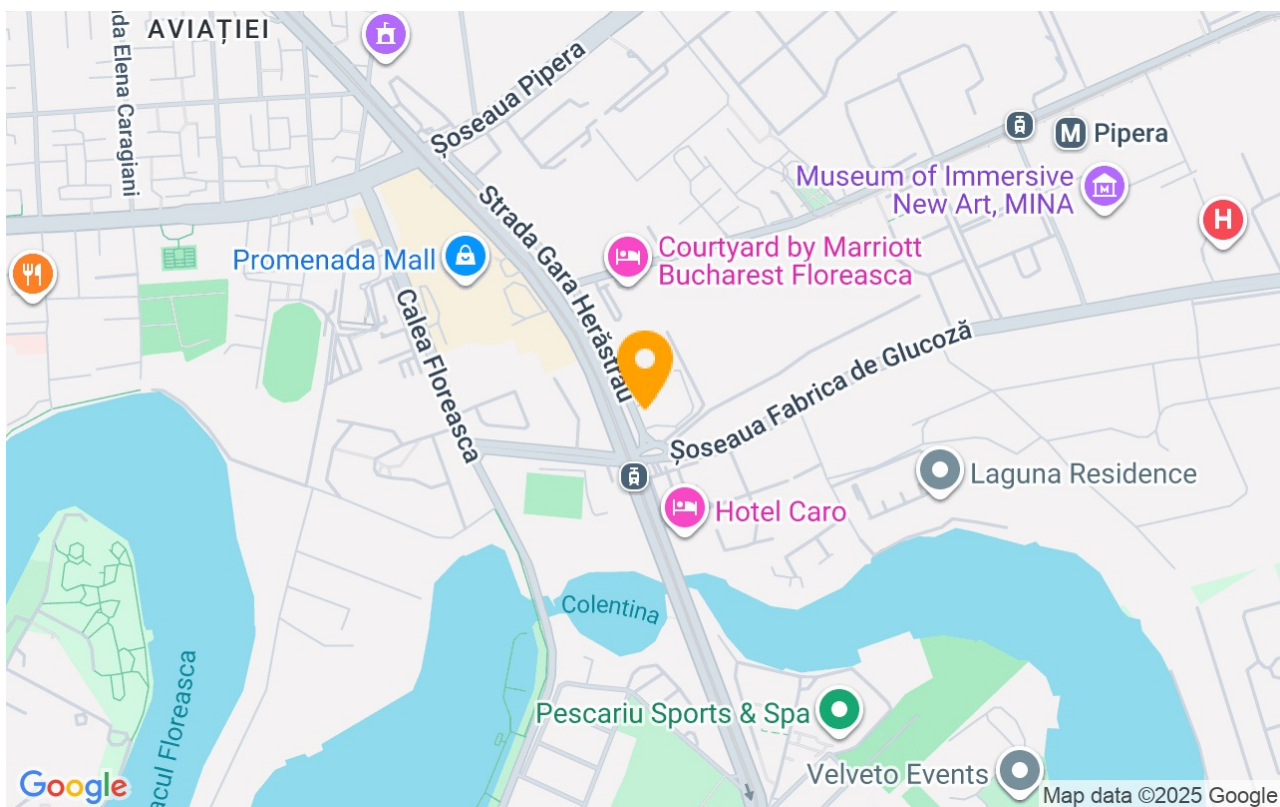 AVIAȚIEI
da Elena Caragiani
Șoseaua Pipera
M Pipera
Museum of Immersive
New Art, MINA
H
Strada Gara Herăstrău
Promenada Mall
Courtyard by Marriott
Bucharest Floreasca
Calea Floreasca
Șoseaua Fabrica de Glucoză
Laguna Residence
Hotel Caro
Colentina
acul Floreasca
Pescariu Sports & Spa
Velveto Events
Google
Map data ©2025 Google